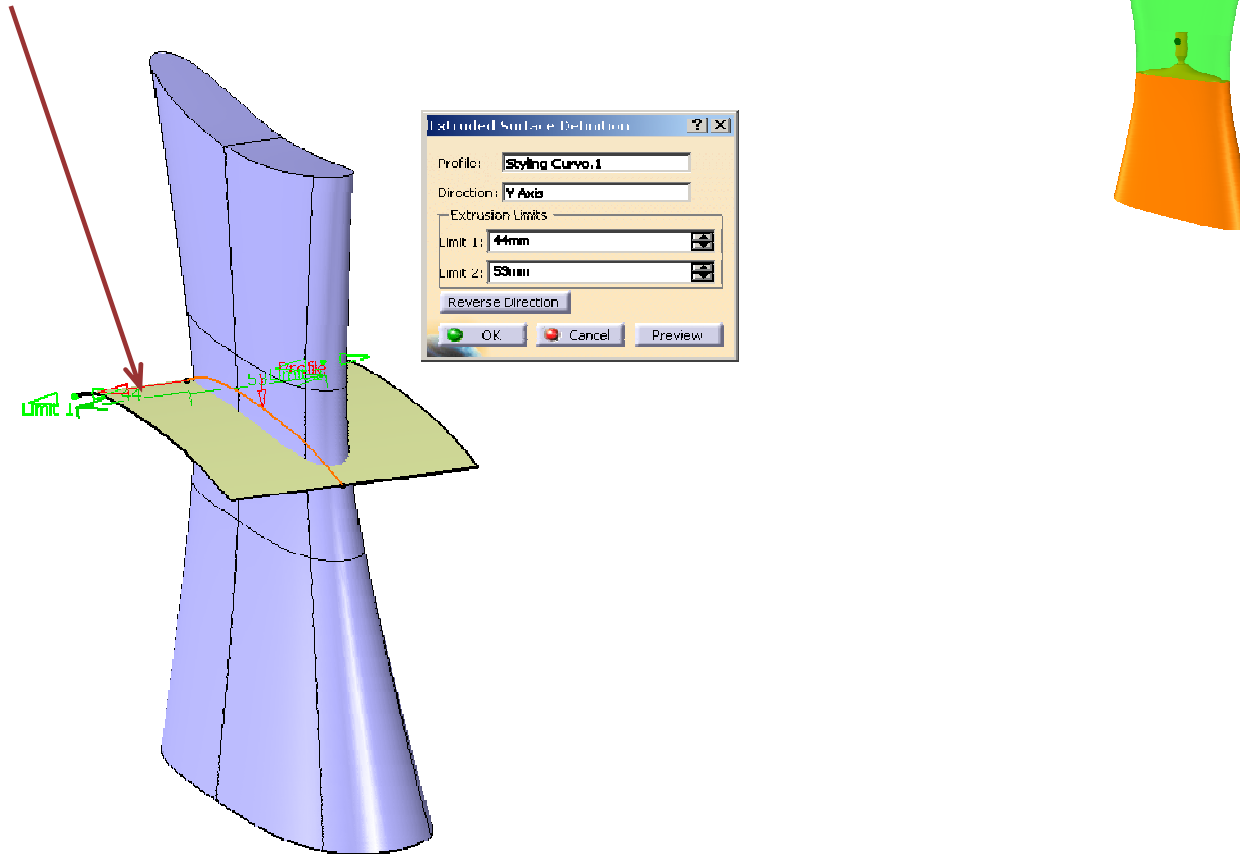 Extruded Surface Definition
Profile: Styling Curve.1
Direction: Y Axis
Extrusion Limits
Limit 1: 44mm
Limit 2: 53mm
Reverse Direction
OK Cancel Preview
Profile
Limit 1
44